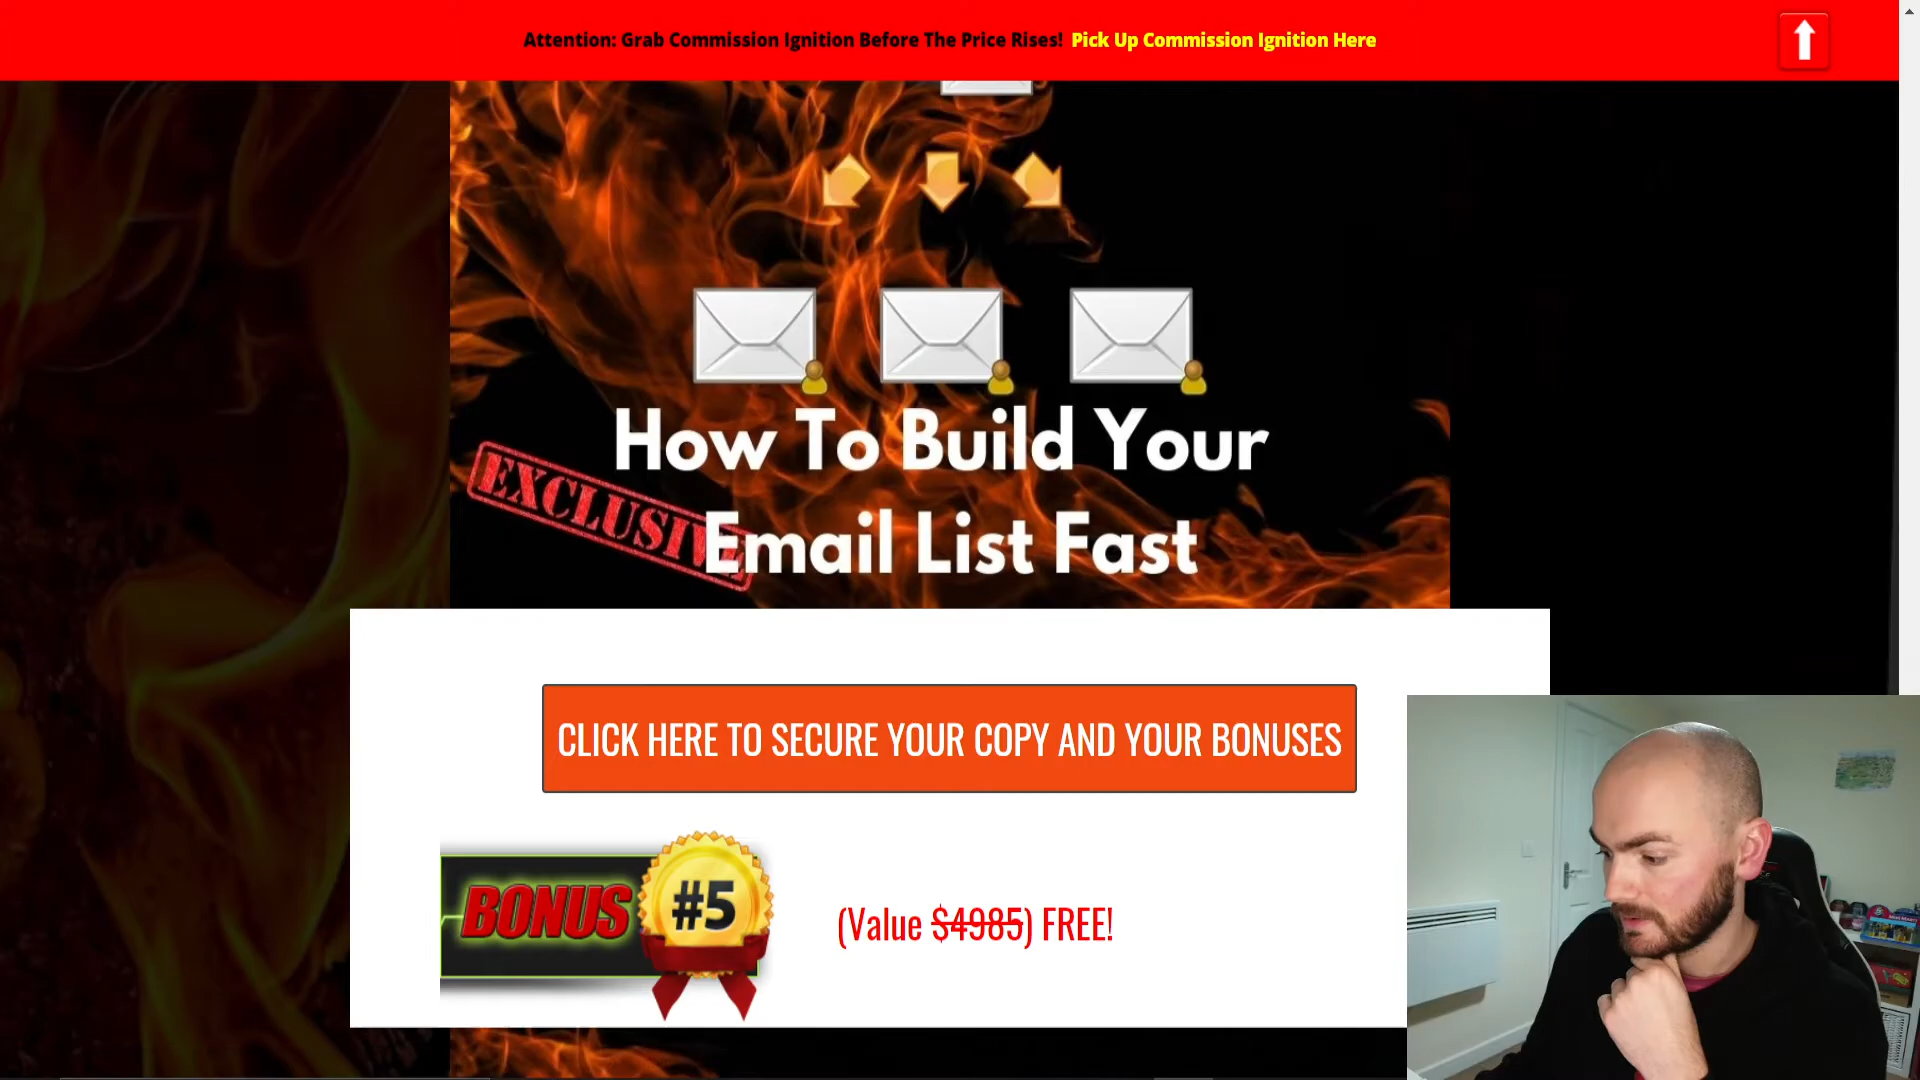 Attention: Grab Commission Ignition Before The Price Rises! Pick Up Commission Ignition Here
How To Build Your
EXCLUSIVE
Email List Fast
CLICK HERE TO SECURE YOUR COPY AND YOUR BONUSES
BONUS #5
(Value $4985) FREE!